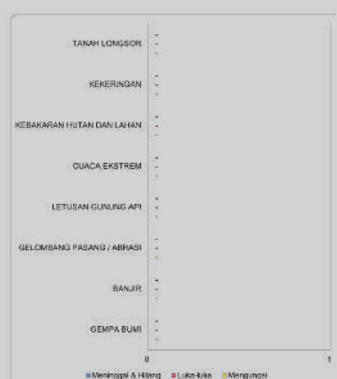 TANAH LONGSOR
KEKERINGAN
KEBAKARAN HUTAN DAN LAHAN
CUACA EKSTREM
LETUSAN GUNUNG API
GELOMBANG PASANG / ABRASI
BANJIR
GEMPA BUMI
0 1
Meninggal & Hilang Luka-luka Mengungsi